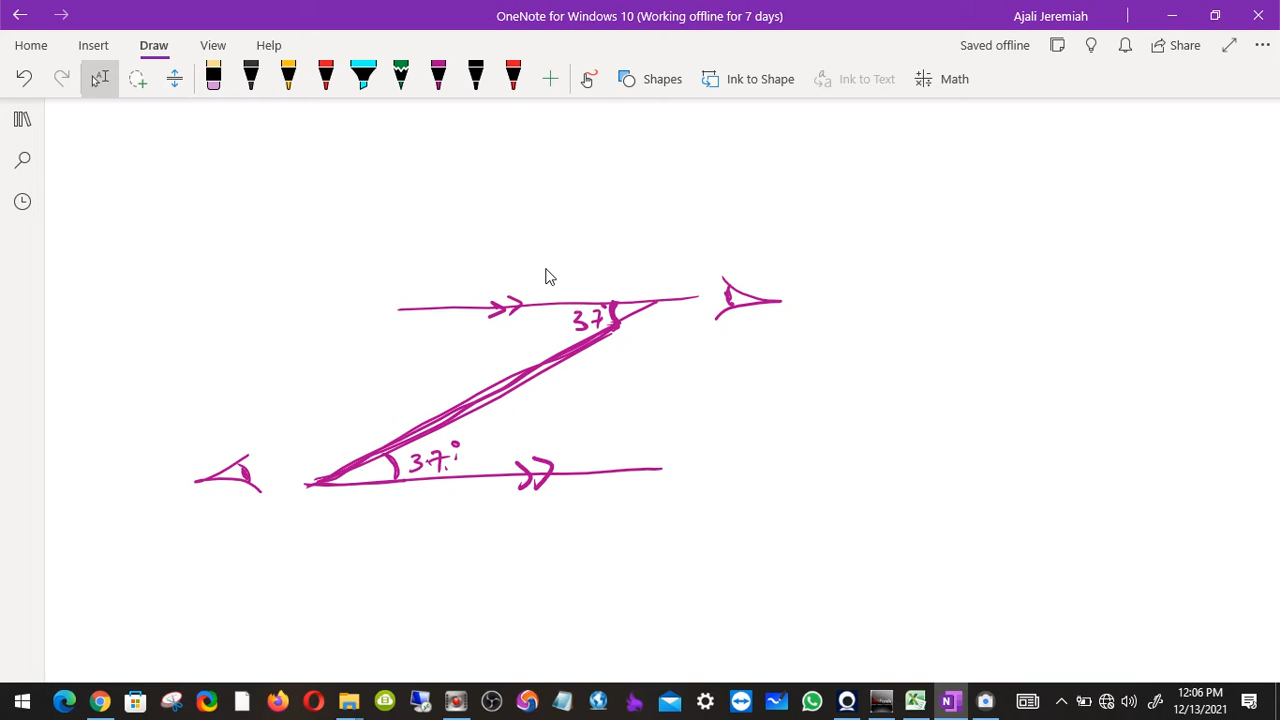 OneNote for Windows 10 (Working offline for 7 days)
Ajali Jeremiah
Home Insert Draw View Help
Saved offline
Share
Shapes Ink to Shape Ink to Text Math
37°
37°
12:06 PM
12/13/2021